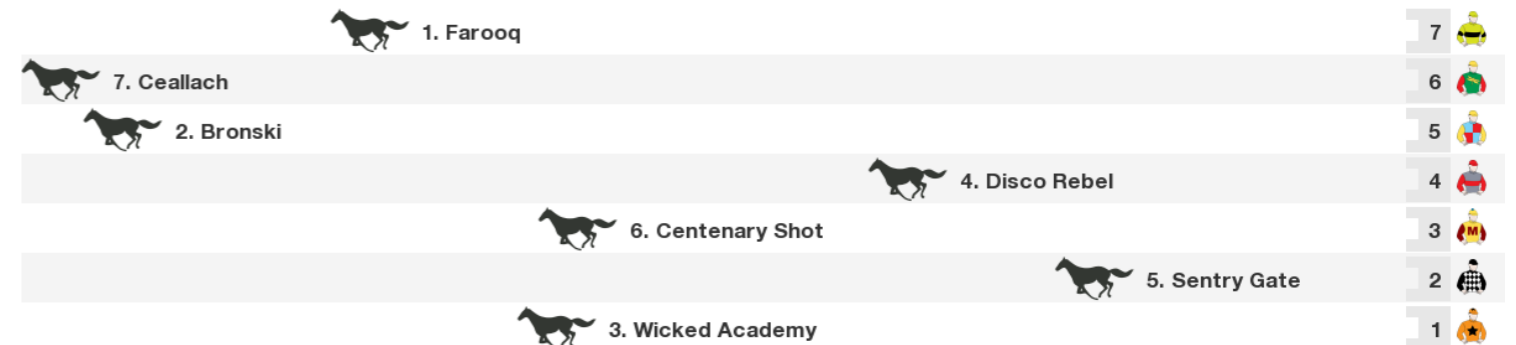 1. Farooq 7
7. Ceallach 6
2. Bronski 5
4. Disco Rebel 4
6. Centenary Shot 3
M
5. Sentry Gate 2
3. Wicked Academy 1